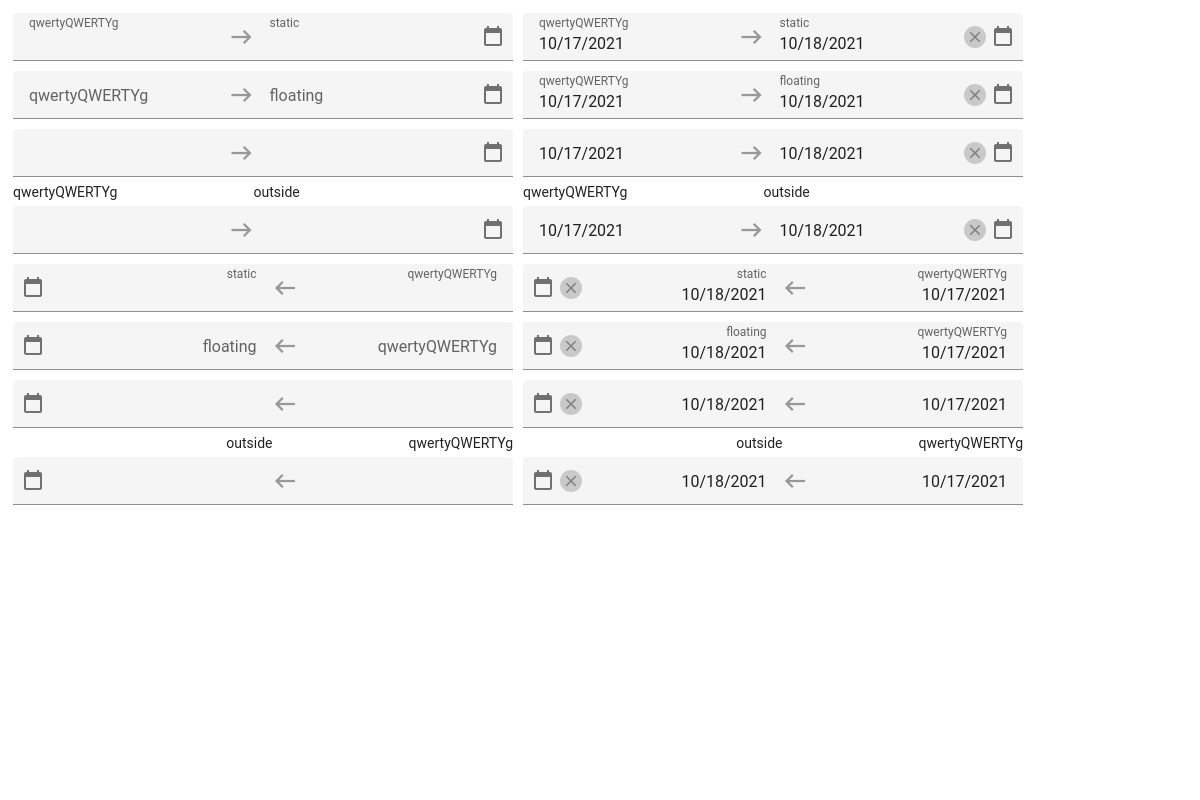 qwertyQWERTYg static qwertyQWERTYg static
10/17/2021 10/18/2021
qwertyQWERTYg floating qwertyQWERTYg floating
10/17/2021 10/18/2021
10/17/2021 10/18/2021
qwertyQWERTYg outside qwertyQWERTYg outside
10/17/2021 10/18/2021
static qwertyQWERTYg static qwertyQWERTYg
10/18/2021 10/17/2021
floating qwertyQWERTYg floating qwertyQWERTYg
10/18/2021 10/17/2021
10/18/2021 10/17/2021
outside qwertyQWERTYg outside qwertyQWERTYg
10/18/2021 10/17/2021